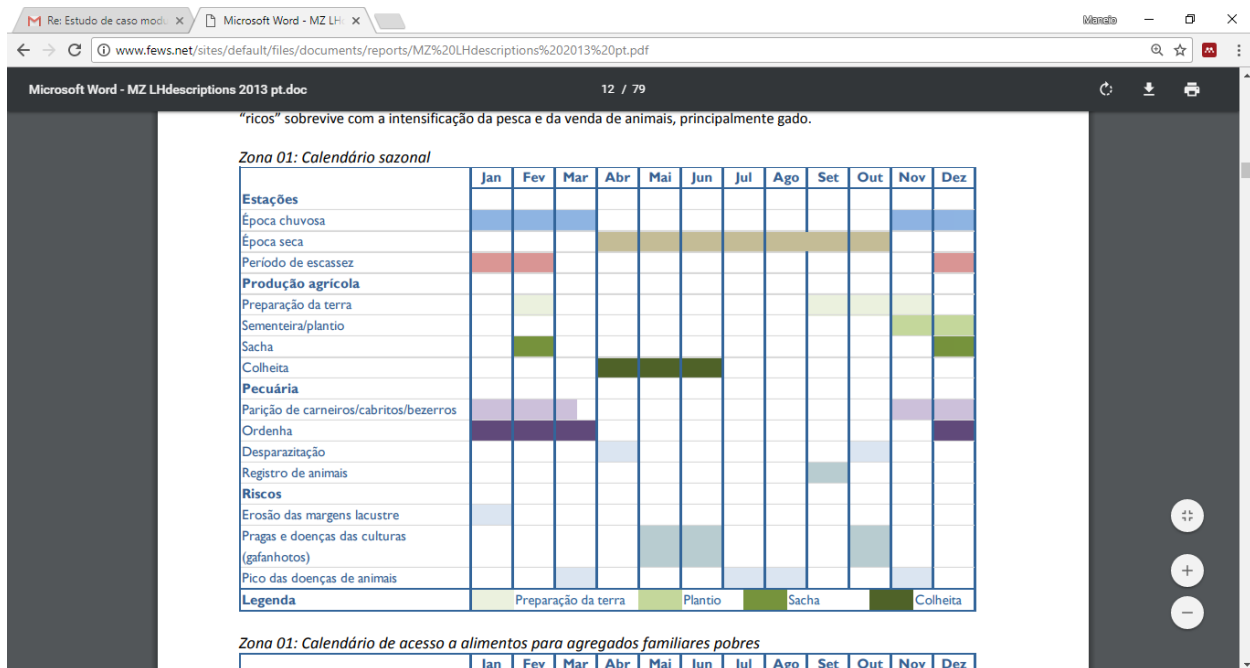 Re: Estudo de caso modu
Microsoft Word - MZ LH
Mancio
www.fews.net/sites/default/files/documents/reports/MZ%20LHdescriptions%202013%20pt.pdf
Microsoft Word - MZ LHdescriptions 2013 pt.doc
12 / 79
“ricos” sobrevive com a intensificação da pesca e da venda de animais, principalmente gado.
Zona 01: Calendário sazonal
Jan Fev Mar Abr Mai Jun Jul Ago Set Out Nov Dez
Estações
Época chuvosa
Época seca
Período de escassez
Produção agrícola
Preparação da terra
Sementeira/plantio
Sacha
Colheita
Pecuária
Parição de carneiros/cabritos/bezerros
Ordenha
Desparazitação
Registro de animais
Riscos
Erosão das margens lacustre
Pragas e doenças das culturas
(gafanhotos)
Pico das doenças de animais
Legenda Preparação da terra Plantio Sacha Colheita
Zona 01: Calendário de acesso a alimentos para agregados familiares pobres
Jan Fev Mar Abr Mai Jun Jul Ago Set Out Nov Dez